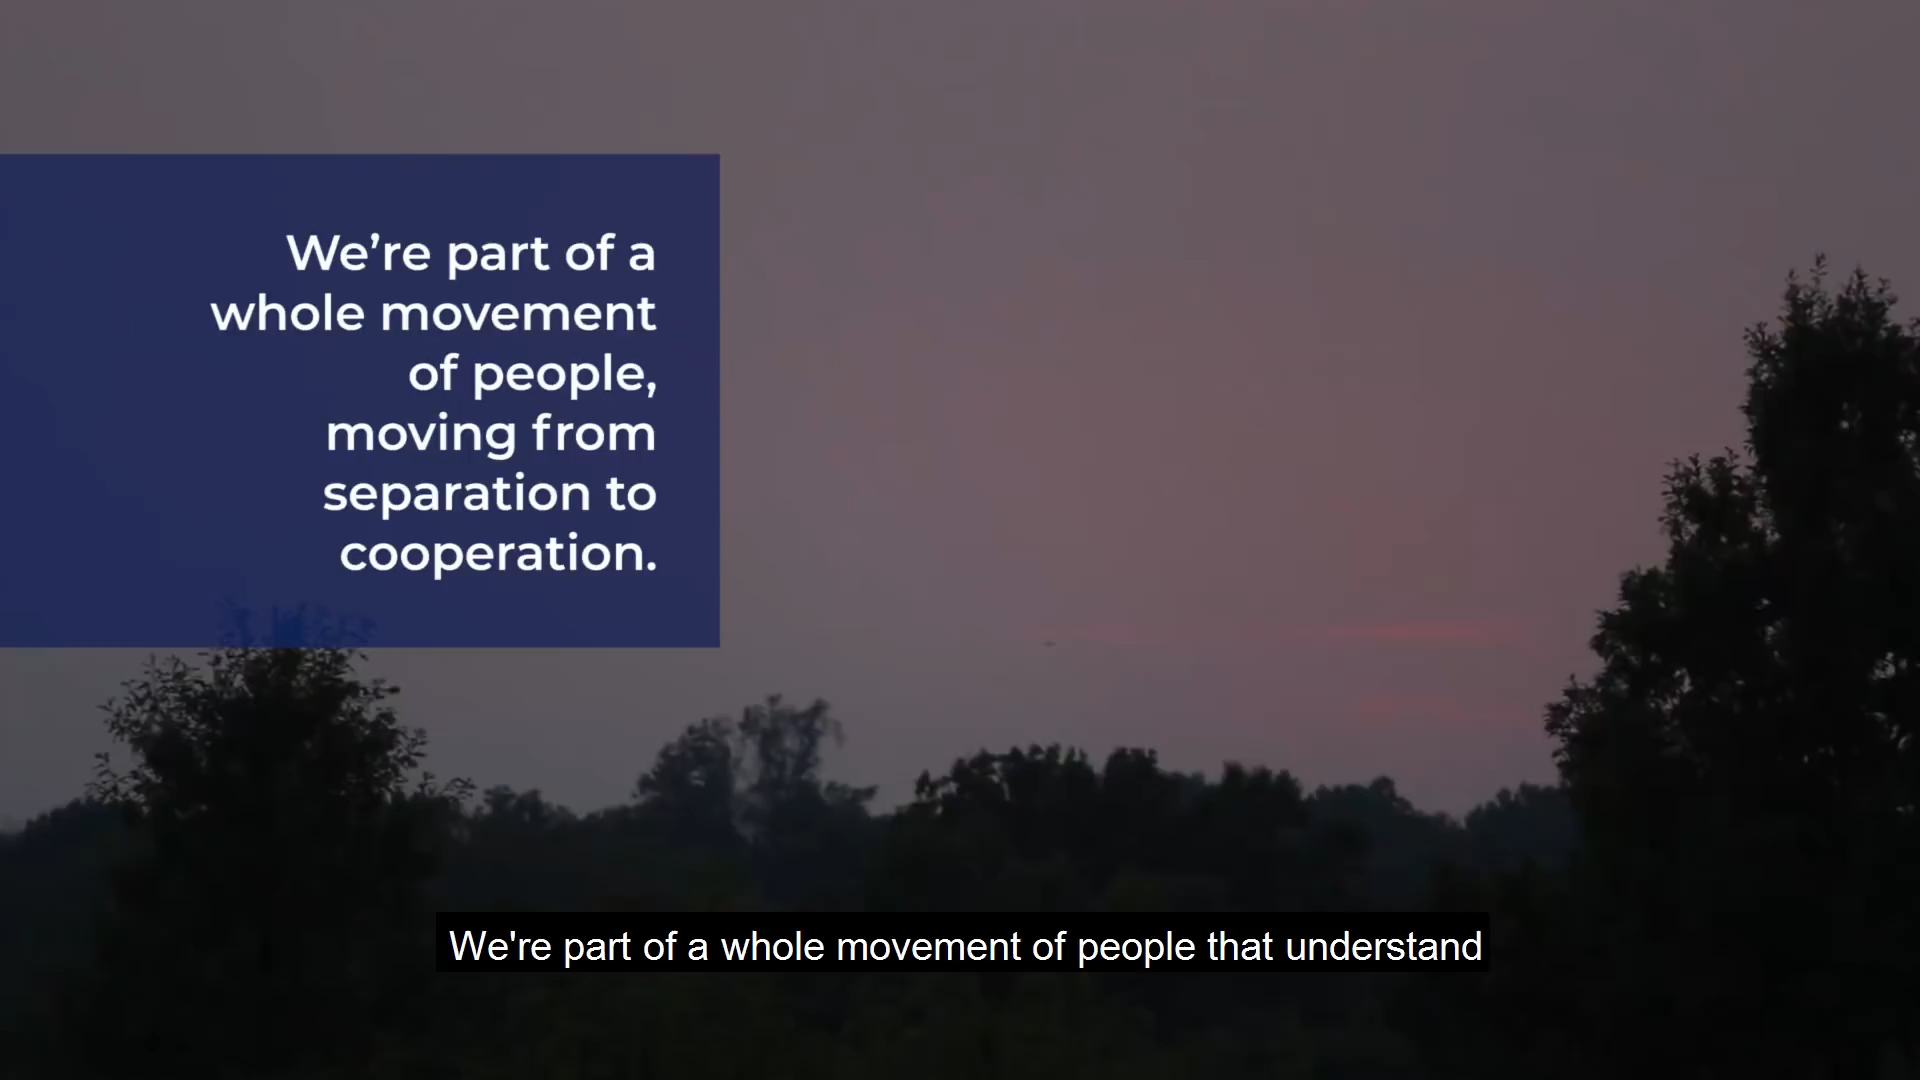 We’re part of a
whole movement
of people,
moving from
separation to
cooperation.
We're part of a whole movement of people that understand